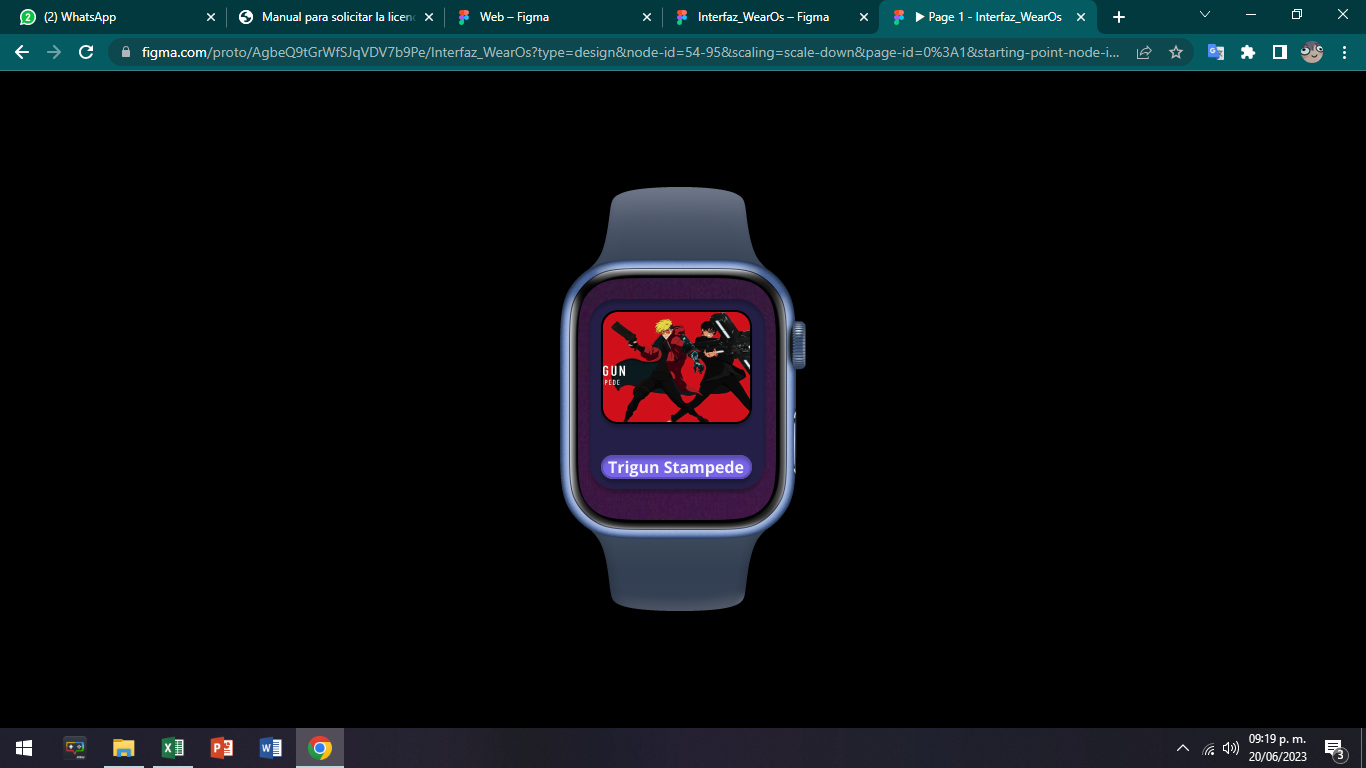 (2) WhatsApp
Manual para solicitar la licenc
Web – Figma
Interfaz_WearOs – Figma
▶ Page 1 - Interfaz_WearOs
figma.com/proto/AgbeQ9tGrWfSJqVDV7b9Pe/Interfaz_WearOs?type=design&node-id=54-95&scaling=scale-down&page-id=0%3A1&starting-point-node-i...
GUN
PEDE
Trigun Stampede
09:19 p. m.
20/06/2023
3